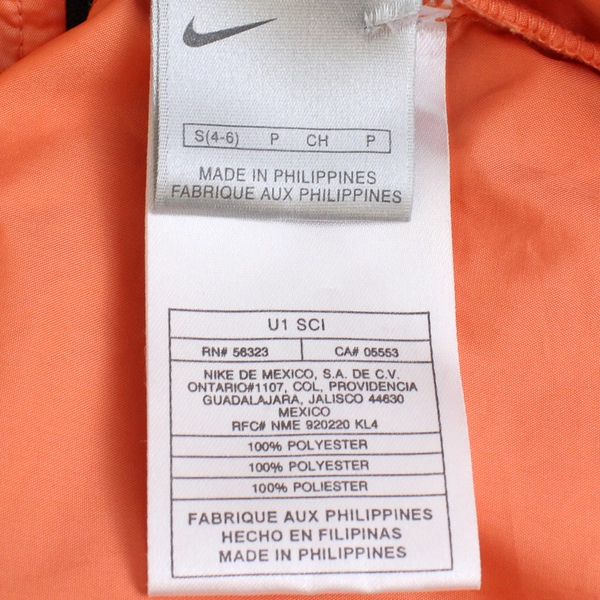 S(4-6) P CH P
MADE IN PHILIPPINES
FABRIQUE AUX PHILIPPINES
U1 SCI
RN# 56323 CA# 05553
NIKE DE MEXICO, S.A. DE C.V.
ONTARIO#1107, COL, PROVIDENCIA
GUADALAJARA, JALISCO 44630
MEXICO
RFC# NME 920220 KL4
100% POLYESTER
100% POLYESTER
100% POLIESTER
FABRIQUE AUX PHILIPPINES
HECHO EN FILIPINAS
MADE IN PHILIPPINES